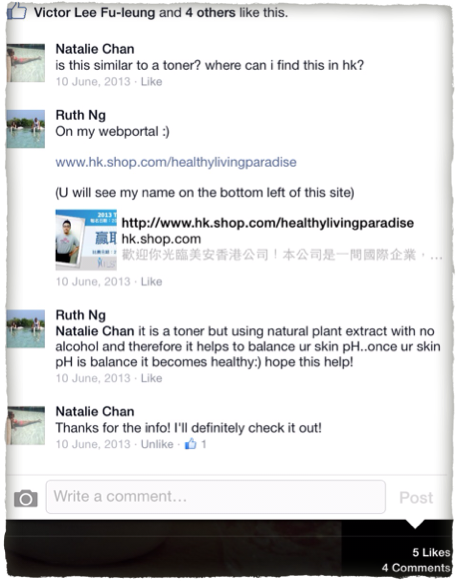 Victor Lee Fu-leung and 4 others like this.
Natalie Chan
is this similar to a toner? where can i find this in hk?
10 June, 2013 · Like
Ruth Ng
On my webportal :)
www.hk.shop.com/healthylivingparadise
(U will see my name on the bottom left of this site)
http://www.hk.shop.com/healthylivingparadise
hk.shop.com
歡迎你光臨美安香港公司！本公司是一間國際企業，...
10 June, 2013 · Like
Ruth Ng
Natalie Chan it is a toner but using natural plant extract with no
alcohol and therefore it helps to balance ur skin pH..once ur skin
pH is balance it becomes healthy:) hope this help!
10 June, 2013 · Like
Natalie Chan
Thanks for the info! I'll definitely check it out!
10 June, 2013 · Unlike · 1
Write a comment...
Post
5 Likes
4 Comments